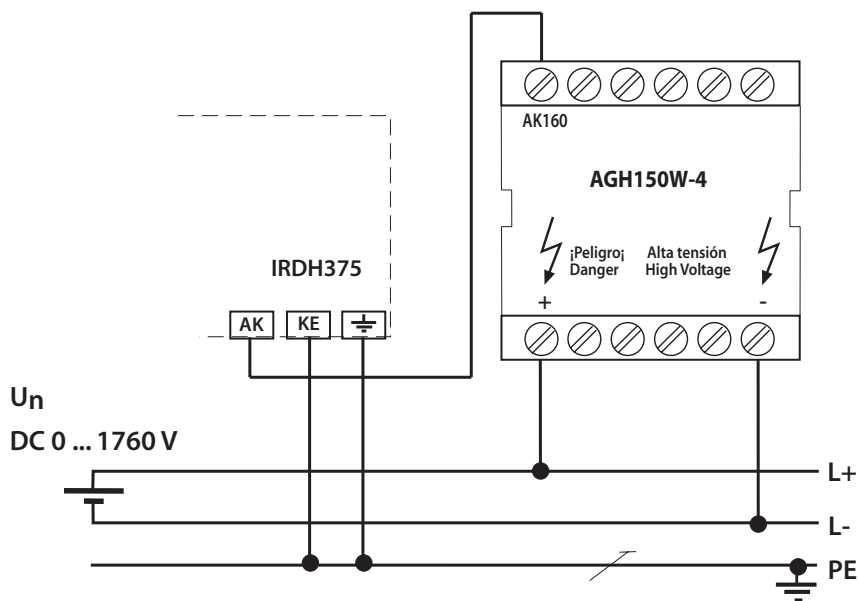 AK160
AGH150W-4
¡Peligro¡ Alta tensión
Danger High Voltage
+ -
IRDH375
AK KE
Un
DC 0 ... 1760 V
L+
L-
PE